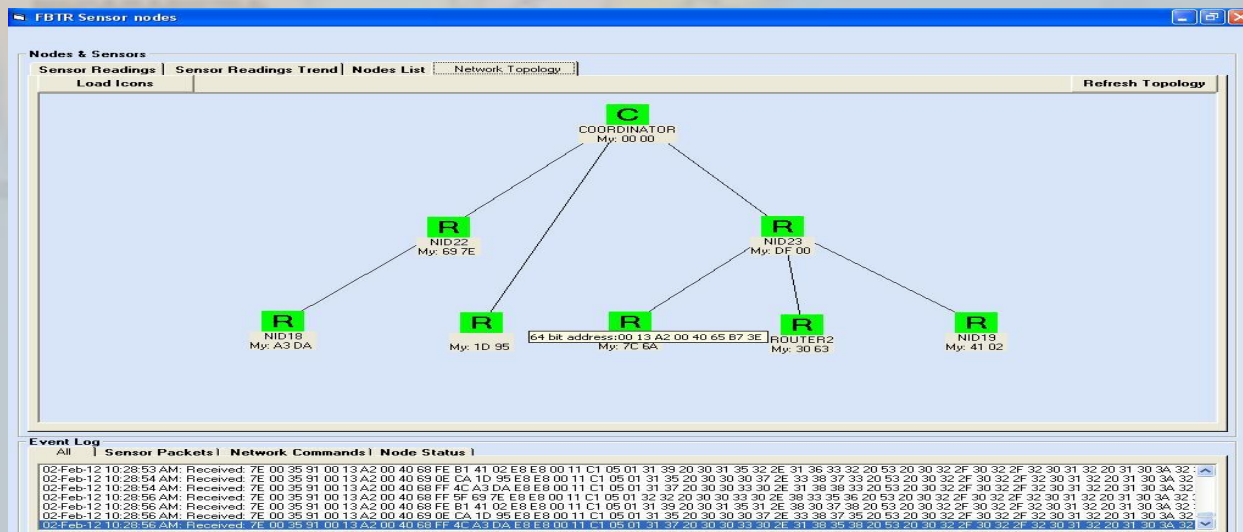 FBTR Sensor nodes
Nodes & Sensors
Sensor Readings Sensor Readings Trend Nodes List Network Topology
Load Icons Refresh Topology
C
COORDINATOR
My: 00 00
R R
NID22 NID23
My: 69 7E My: DF 00
R R R R R
NID18 64 bit address:00 13 A2 00 40 65 B7 3E ROUTER2 NID19
My: A3 DA My: 1D 95 My: 7C 6A My: 30 63 My: 41 02
Event Log
All Sensor Packets Network Commands Node Status
02-Feb-12 10:28:53 AM: Received: 7E 00 35 91 00 13 A2 00 40 68 FE B1 41 02 E8 E8 00 11 C1 05 01 31 39 20 30 31 35 32 2E 31 36 33 32 20 53 20 30 32 2F 30 32 2F 32 30 31 32 20 31 30 3A 32
02-Feb-12 10:28:54 AM: Received: 7E 00 35 91 00 13 A2 00 40 69 0E CA 1D 95 E8 E8 00 11 C1 05 01 31 35 20 30 30 30 37 2E 33 38 37 33 20 53 20 30 32 2F 30 32 2F 32 30 31 32 20 31 30 3A 32
02-Feb-12 10:28:54 AM: Received: 7E 00 35 91 00 13 A2 00 40 68 FF 4C A3 DA E8 E8 00 11 C1 05 01 31 37 20 30 30 33 30 2E 31 38 38 33 20 53 20 30 32 2F 30 32 2F 32 30 31 32 20 31 30 3A 32
02-Feb-12 10:28:56 AM: Received: 7E 00 35 91 00 13 A2 00 40 68 FF 5F 69 7E E8 E8 00 11 C1 05 01 32 32 20 30 30 33 30 2E 38 33 35 36 20 53 20 30 32 2F 30 32 2F 32 30 31 32 20 31 30 3A 32
02-Feb-12 10:28:56 AM: Received: 7E 00 35 91 00 13 A2 00 40 68 FE B1 41 02 E8 E8 00 11 C1 05 01 31 39 20 30 31 35 31 2E 38 37 38 30 20 53 20 30 32 2F 30 32 2F 32 30 31 32 20 31 30 3A 32
02-Feb-12 10:28:56 AM: Received: 7E 00 35 91 00 13 A2 00 40 69 0E CA 1D 95 E8 E8 00 11 C1 05 01 31 35 20 30 30 30 37 2E 33 38 37 35 20 53 20 30 32 2F 30 32 2F 32 30 31 32 20 31 30 3A 32
02-Feb-12 10:28:56 AM: Received: 7E 00 35 91 00 13 A2 00 40 68 FF 4C A3 DA E8 E8 00 11 C1 05 01 31 37 20 30 30 33 30 2E 31 38 35 38 20 53 20 30 32 2F 30 32 2F 32 30 31 32 20 31 30 3A 32